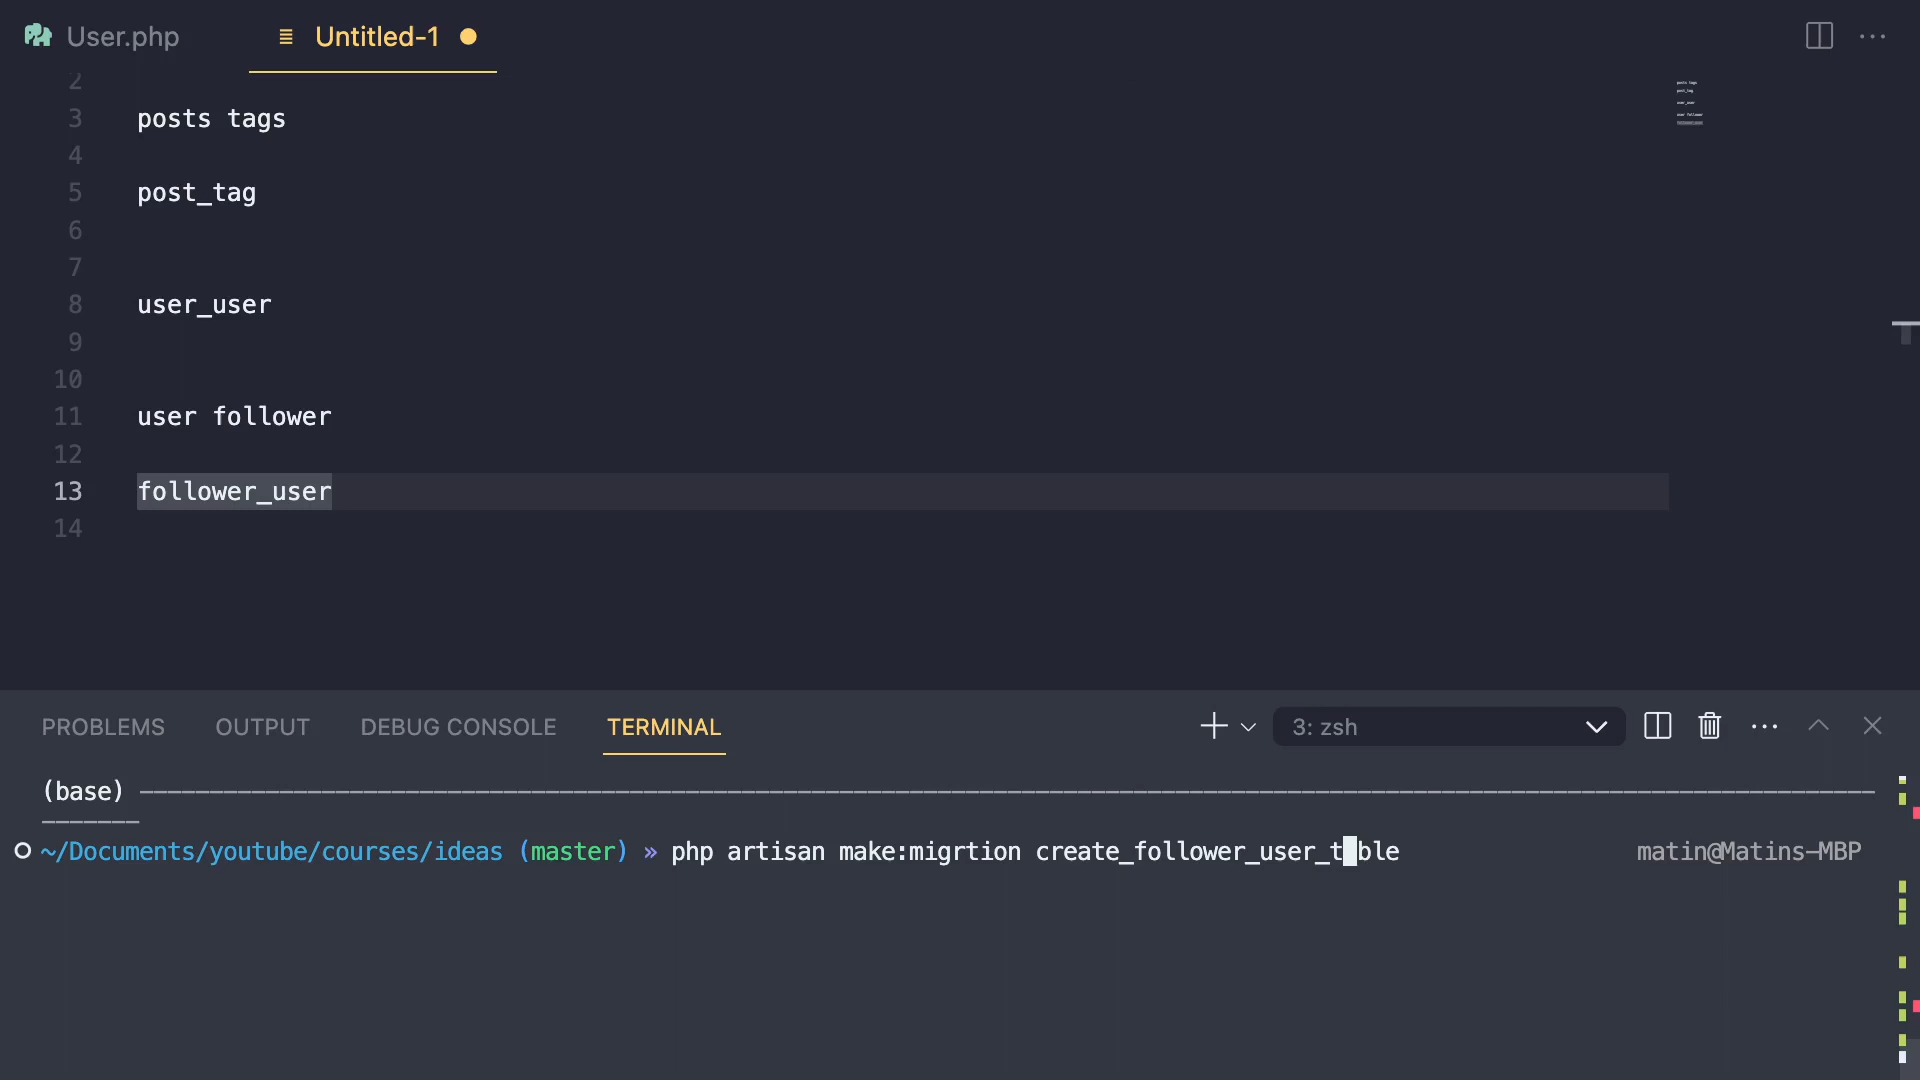 User.php
Untitled-1
2
3 posts tags
4
5 post_tag
6
7
8 user_user
9
10
11 user follower
12
13 follower_user
14
PROBLEMS OUTPUT DEBUG CONSOLE TERMINAL 3: zsh
(base)
~/Documents/youtube/courses/ideas (master) » php artisan make:migrtion create_follower_user_t ble matin@Matins-MBP